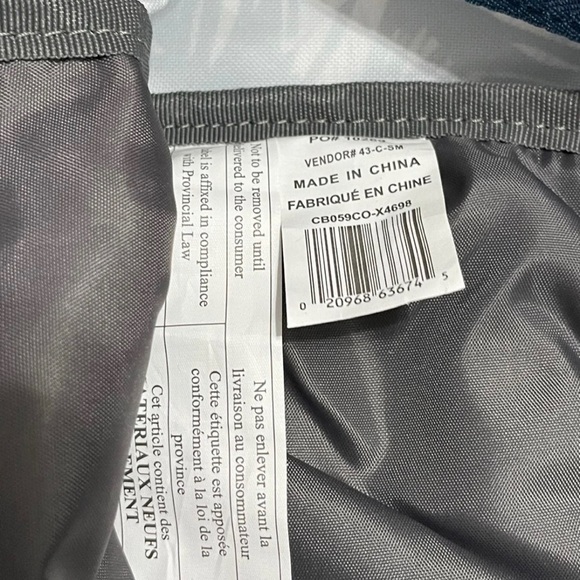 VENDOR# 43-C-SM
MADE IN CHINA
FABRIQUÉ EN CHINE
CB059CO-X4698
0 20968 63674 5
Not to be removed until
delivered to the consumer
is affixed in compliance
with Provincial Law
Ne pas enlever avant la
livraison au consommateur
Cette étiquette est apposée
conformément à la loi de la
province
Cet article contient des
MATÉRIAUX NEUFS